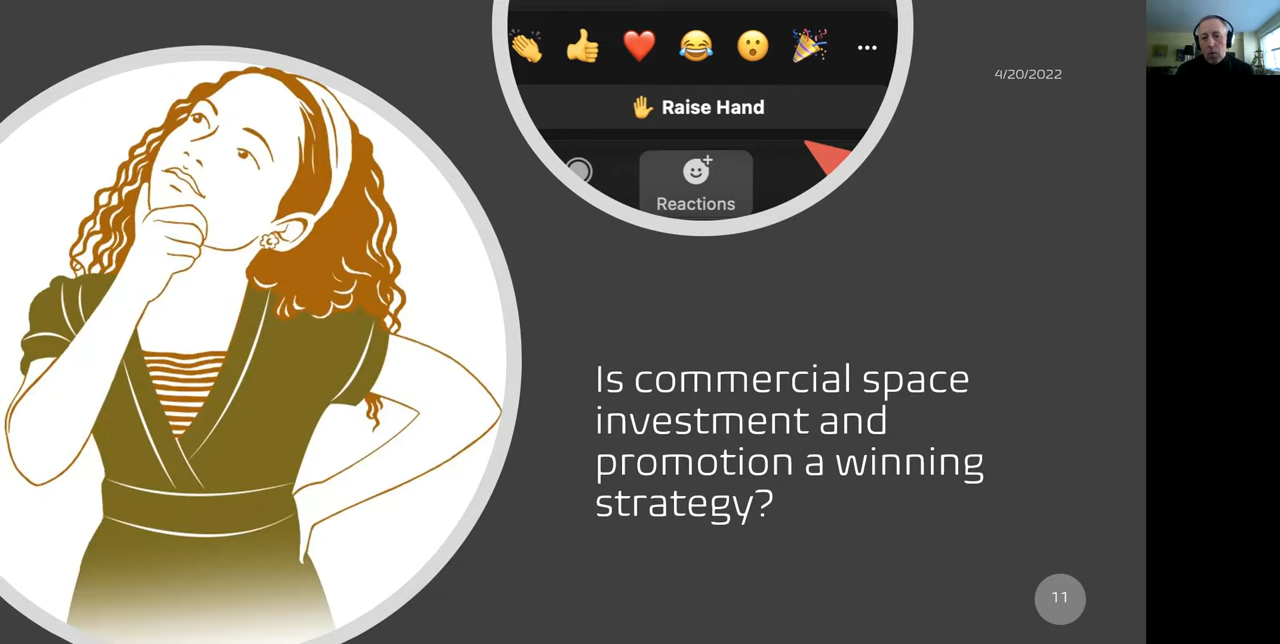 Raise Hand
Reactions
4/20/2022
Is commercial space
investment and
promotion a winning
strategy?
11